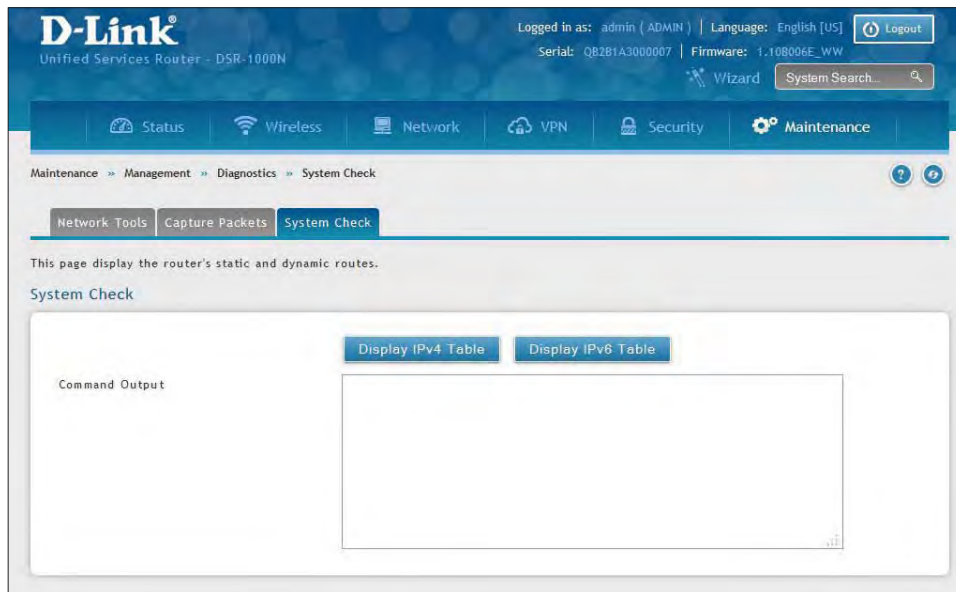 D-Link®
Unified Services Router - DSR-1000N
Logged in as: admin ( ADMIN ) | Language: English [US]
Logout
Serial: QB2B1A3000007 | Firmware: 1.10B006E_WW
Wizard
System Search...
Status
Wireless
Network
VPN
Security
Maintenance
Maintenance » Management » Diagnostics » System Check
?
Network Tools
Capture Packets
System Check
This page display the router's static and dynamic routes.
System Check
Display IPv4 Table
Display IPv6 Table
Command Output